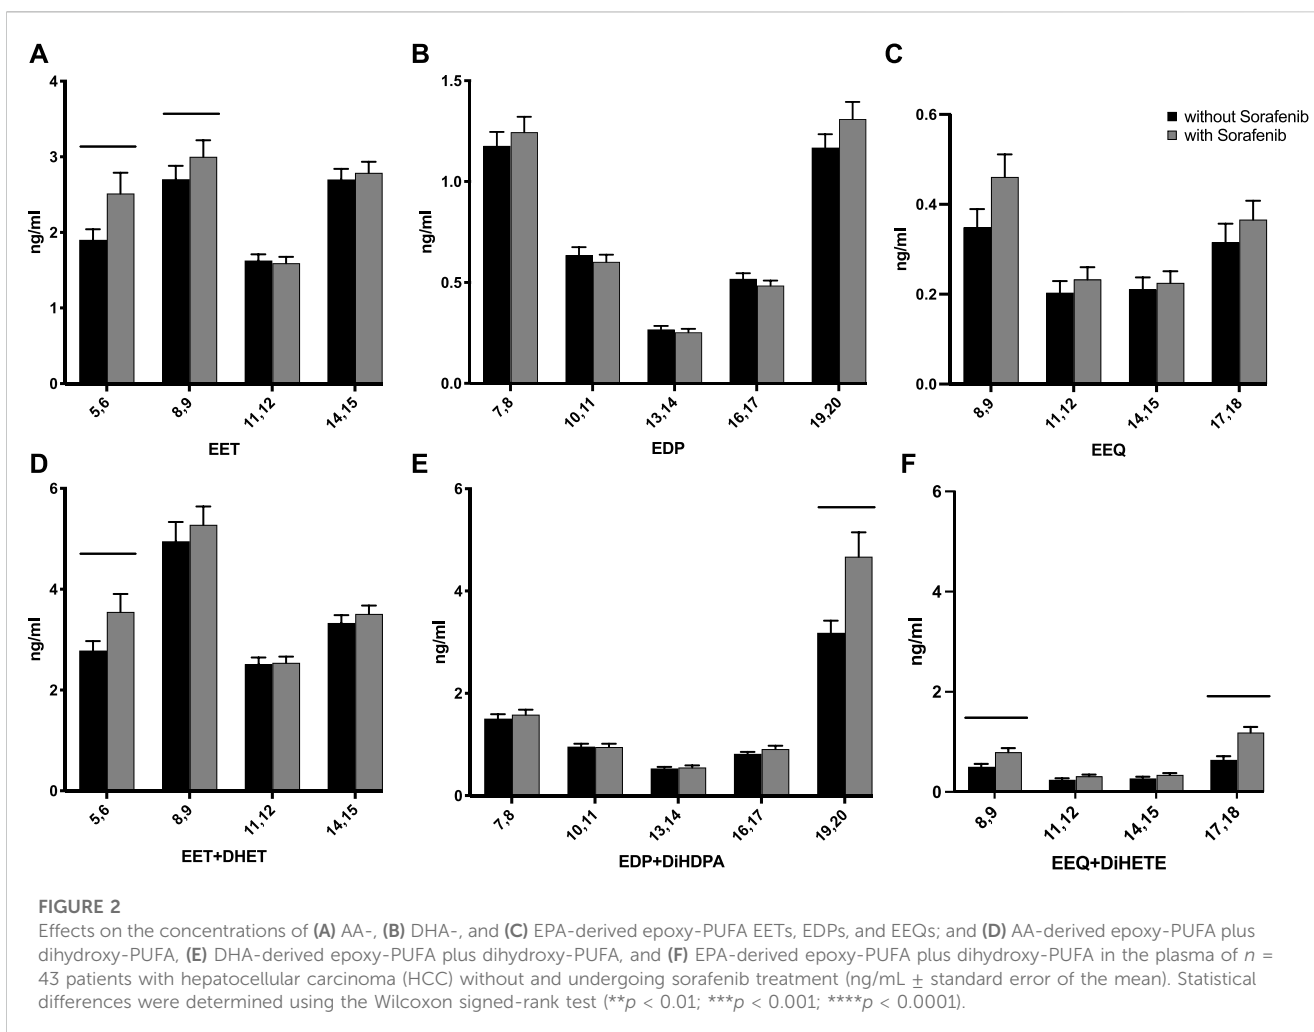 A
4
3
2
1
0
ng/ml
5,6
8,9
11,12
14,15
EET
B
1.5
1.0
0.5
0.0
ng/ml
7,8
10,11
13,14
16,17
19,20
EDP
C
0.6
0.4
0.2
0.0
ng/ml
without Sorafenib
with Sorafenib
8,9
11,12
14,15
17,18
EEQ
D
6
4
2
0
ng/ml
5,6
8,9
11,12
14,15
EET+DHET
E
6
4
2
0
ng/ml
7,8
10,11
13,14
16,17
19,20
EDP+DiHDPA
F
6
4
2
0
ng/ml
8,9
11,12
14,15
17,18
EEQ+DiHETE
FIGURE 2
Effects on the concentrations of (A) AA-, (B) DHA-, and (C) EPA-derived epoxy-PUFA EETs, EDPs, and EEQs; and (D) AA-derived epoxy-PUFA plus
dihydroxy-PUFA, (E) DHA-derived epoxy-PUFA plus dihydroxy-PUFA, and (F) EPA-derived epoxy-PUFA plus dihydroxy-PUFA in the plasma of n =
43 patients with hepatocellular carcinoma (HCC) without and undergoing sorafenib treatment (ng/mL ± standard error of the mean). Statistical
differences were determined using the Wilcoxon signed-rank test (**p < 0.01; ***p < 0.001; ****p < 0.0001).